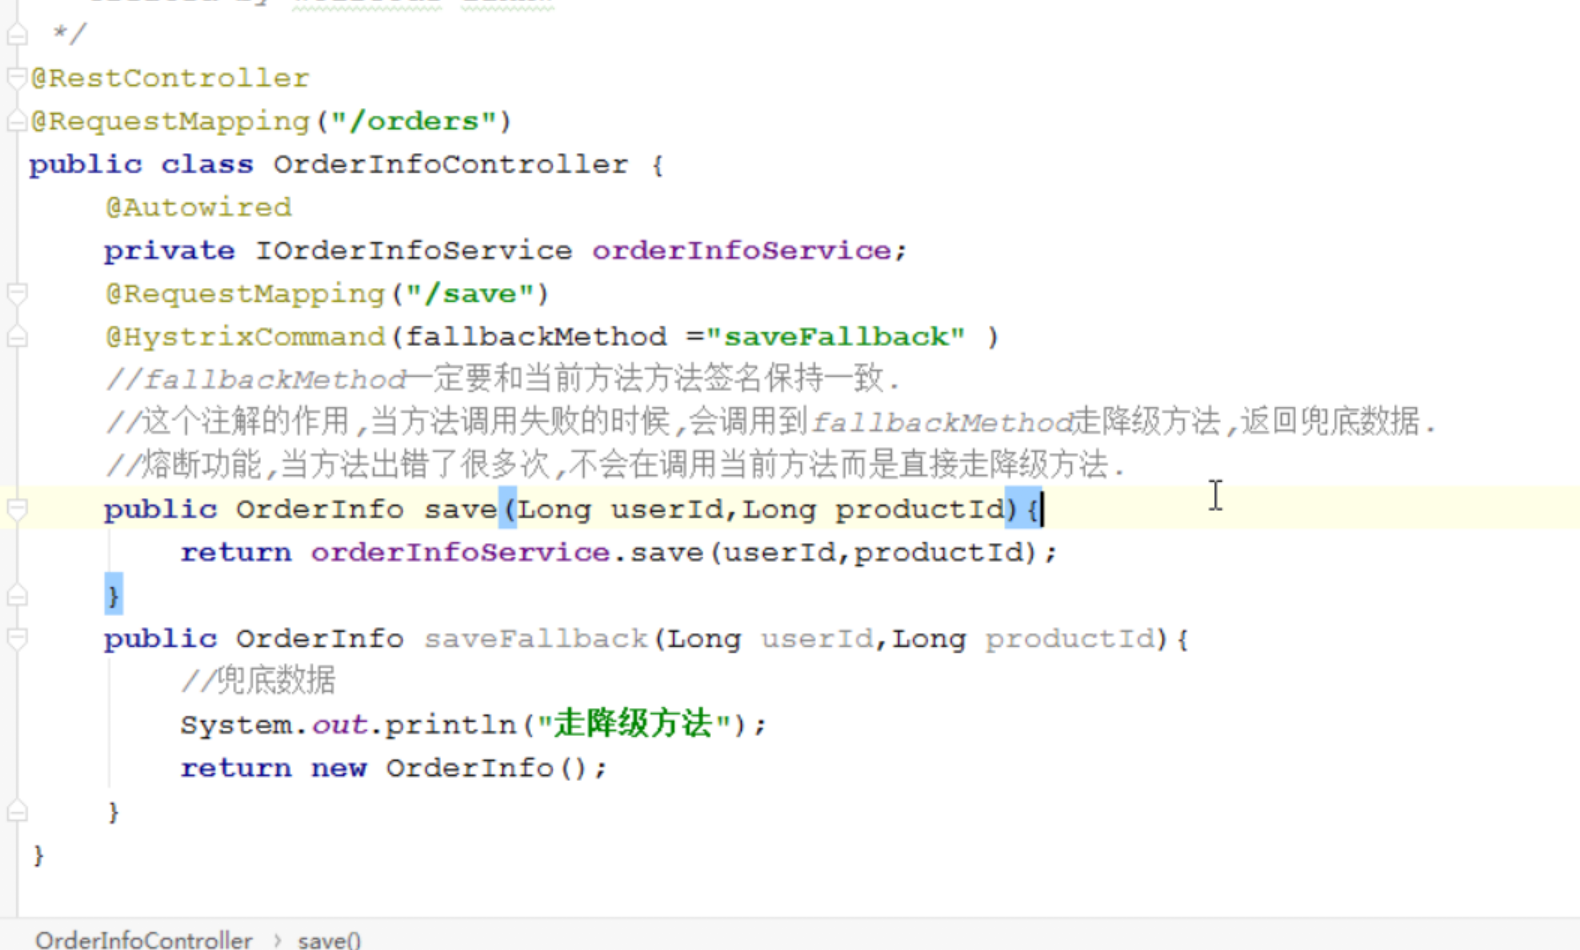 */
@RestController
@RequestMapping("/orders")
public class OrderInfoController {
@Autowired
private IOrderInfoService orderInfoService;
@RequestMapping("/save")
@HystrixCommand(fallbackMethod ="saveFallback" )
//fallbackMethod一定要和当前方法方法签名保持一致.
//这个注解的作用,当方法调用失败的时候,会调用到fallbackMethod走降级方法,返回兜底数据.
//熔断功能,当方法出错了很多次,不会在调用当前方法而是直接走降级方法.
public OrderInfo save(Long userId,Long productId){
return orderInfoService.save(userId,productId);
}
public OrderInfo saveFallback(Long userId,Long productId){
//兜底数据
System.out.println("走降级方法");
return new OrderInfo();
}
}
OrderInfoController › save()